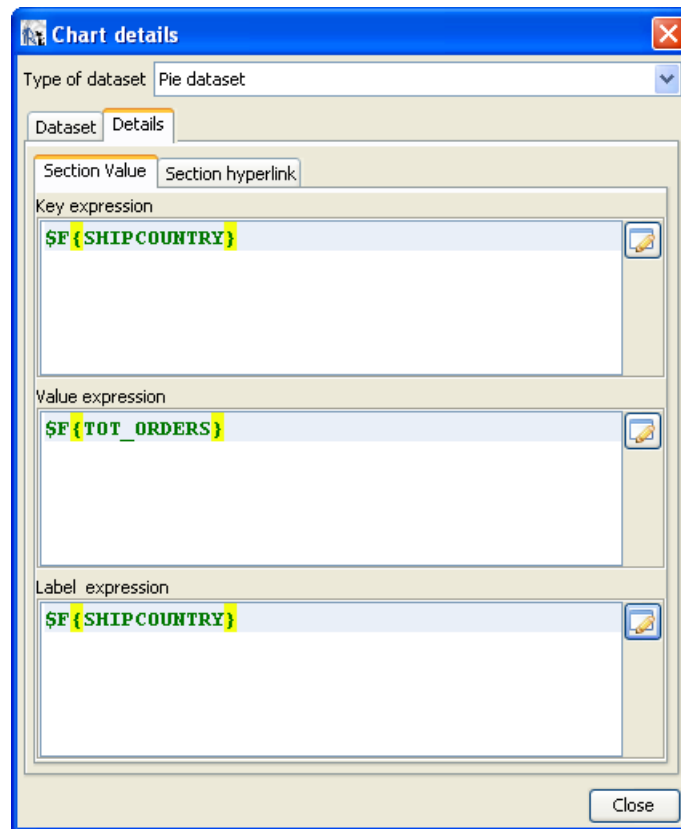 Chart details
Type of dataset Pie dataset
Dataset Details
Section Value Section hyperlink
Key expression
$F{SHIPCOUNTRY}
Value expression
$F{TOT_ORDERS}
Label expression
$F{SHIPCOUNTRY}
Close